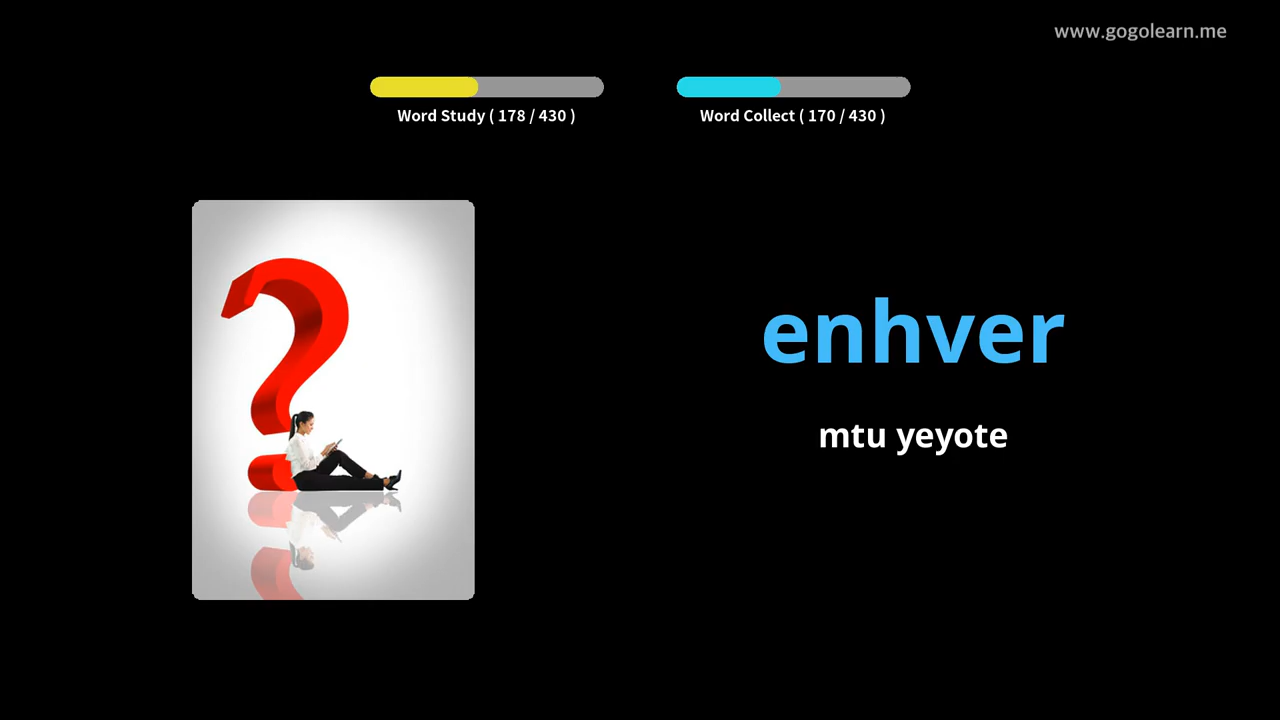 www.gogolearn.me
Word Study ( 178 / 430 )
Word Collect ( 170 / 430 )
enhver
mtu yeyote